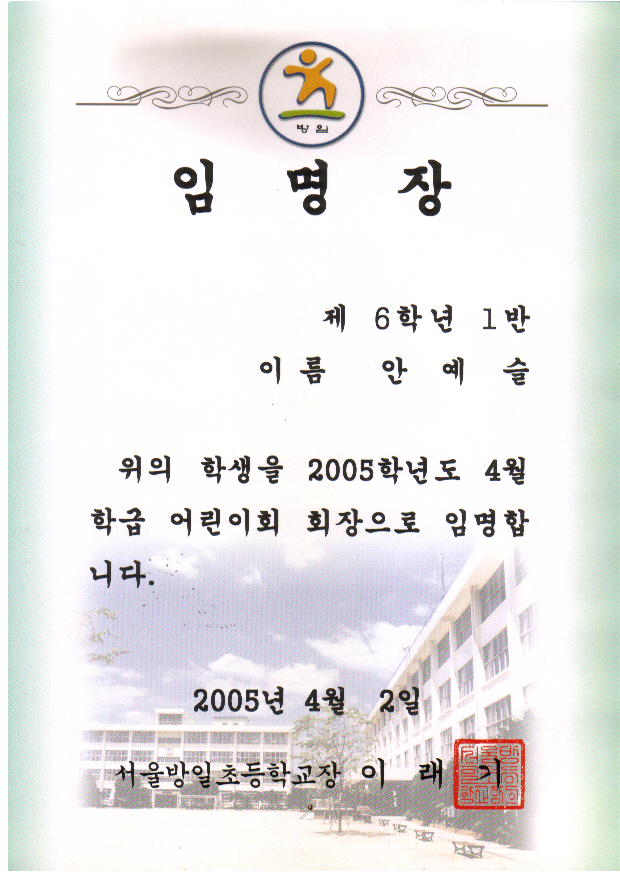 방일
임 명 장
제 6학년 1반
이름 안 예 슬
위의 학생을 2005학년도 4월
학급 어린이회 회장으로 임명합
니다.
2005년 4월 2일
서울방일초등학교장 이 래 기